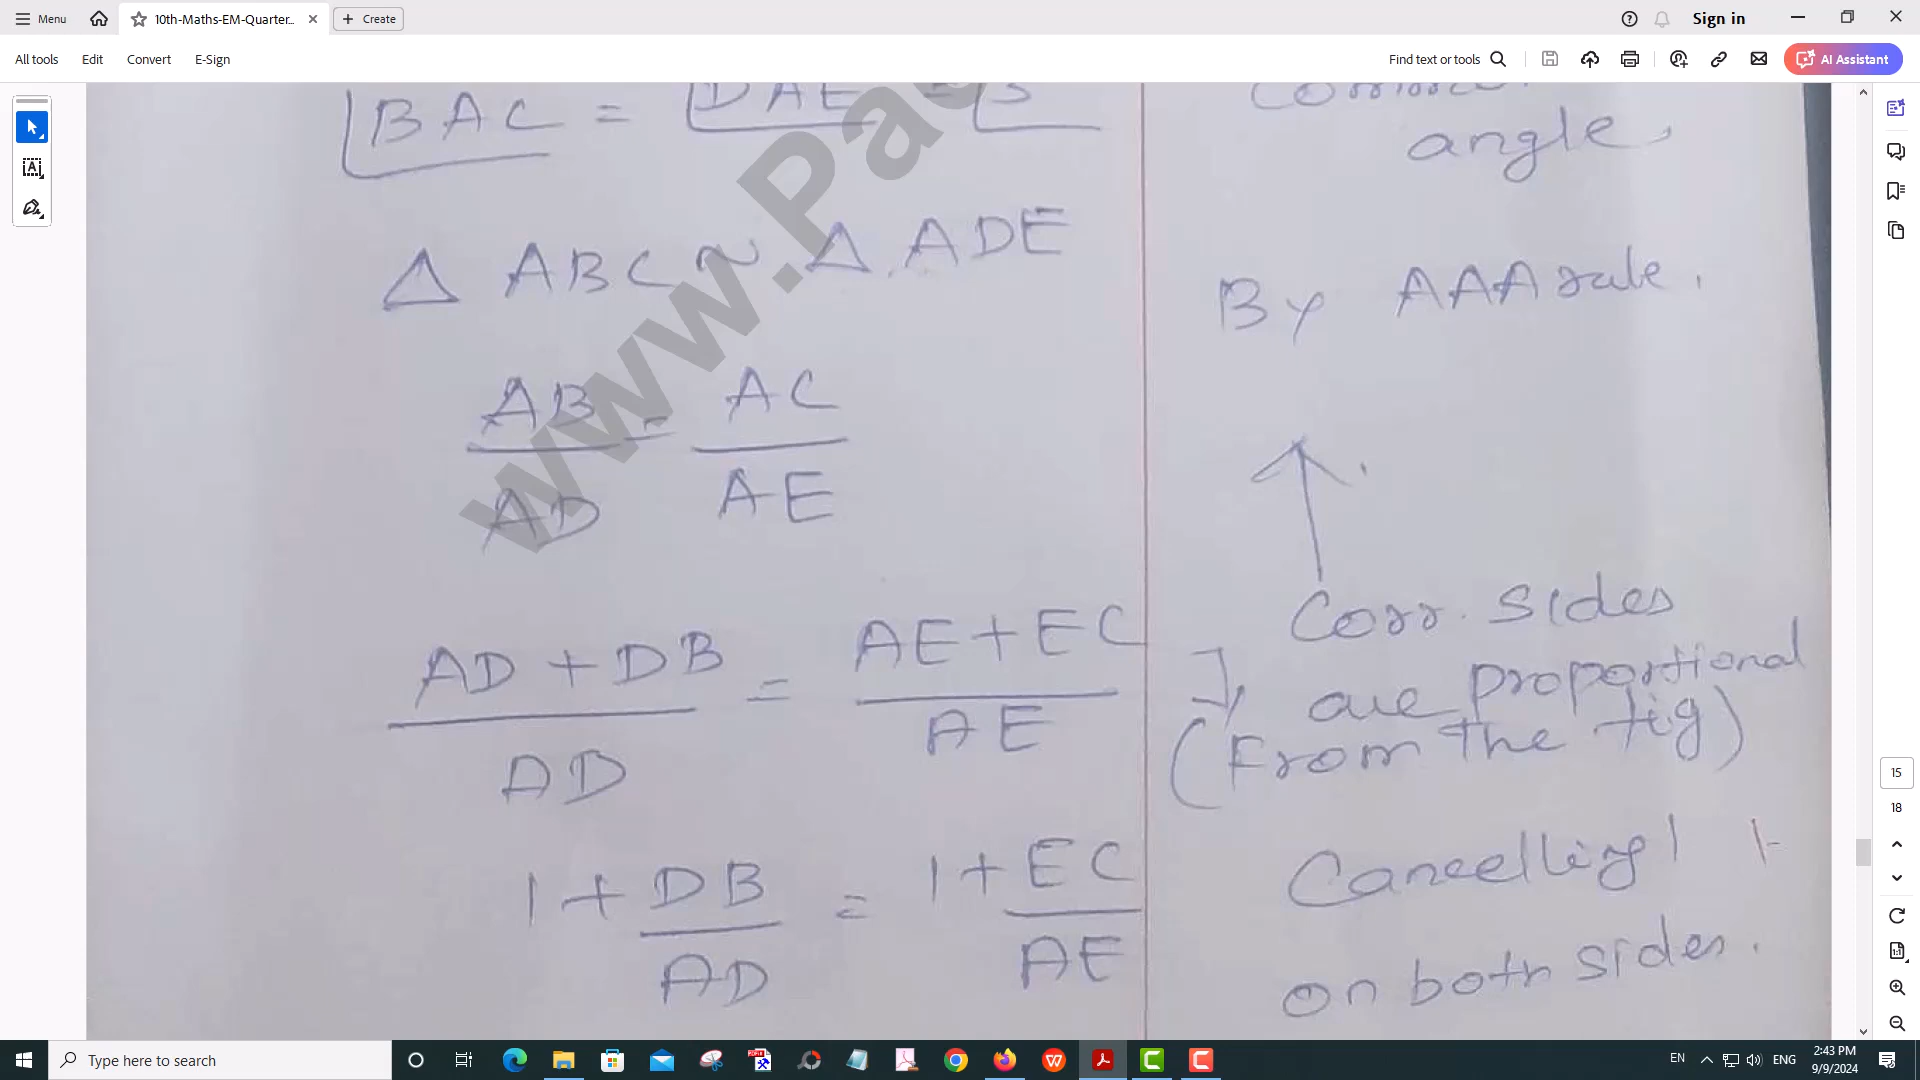 Menu
10th-Maths-EM-Quarter...
Create
Sign in
All tools Edit Convert E-Sign
Find text or tools
AI Assistant
BAC = DAE = 3
angle
Δ ABC ~ Δ ADE
By AAA rule.
AB/AD = AC/AE
Corr. sides
are proportional
(From the fig)
AD + DB / AD = AE + EC / AE
1 + DB/AD = 1 + EC/AE
Cancelling 1
on both sides.
www.Pa
15
18
Type here to search
EN
ENG
2:43 PM
9/9/2024